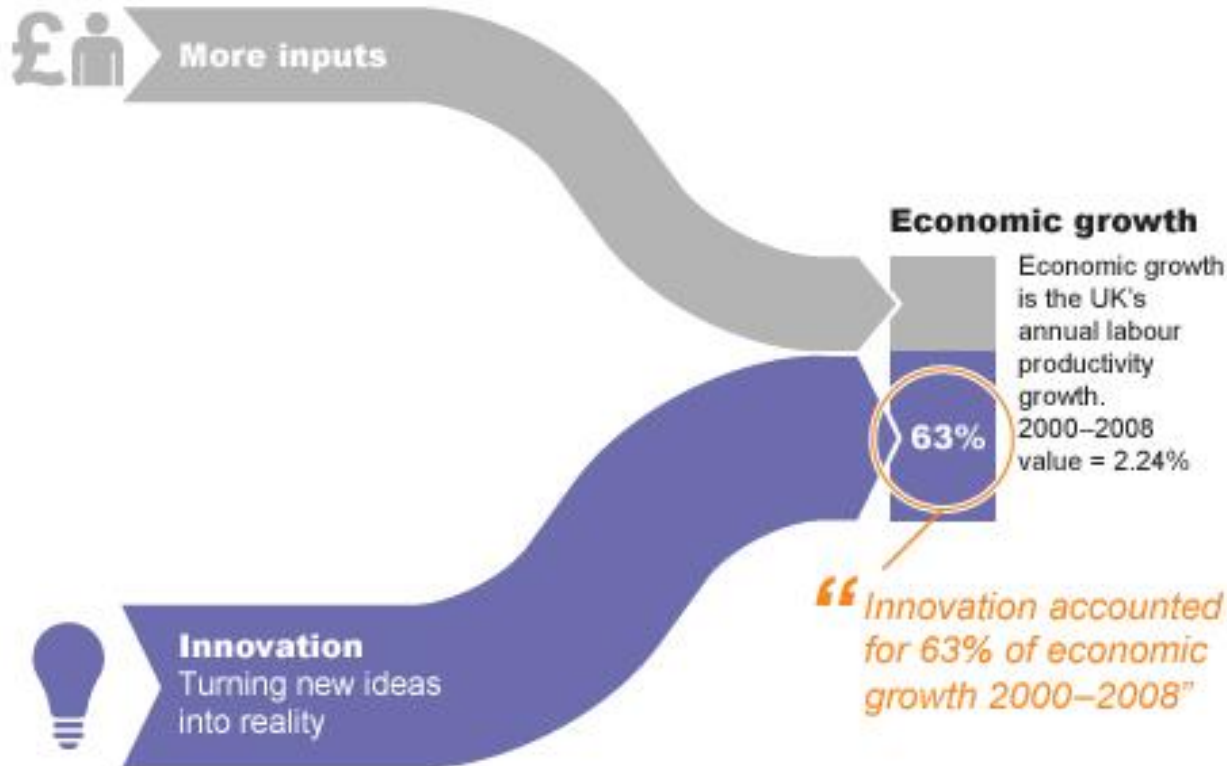 £
More inputs
Economic growth
Economic growth
is the UK's
annual labour
productivity
growth.
2000–2008
value = 2.24%
63%
“Innovation accounted
for 63% of economic
growth 2000–2008”
Innovation
Turning new ideas
into reality